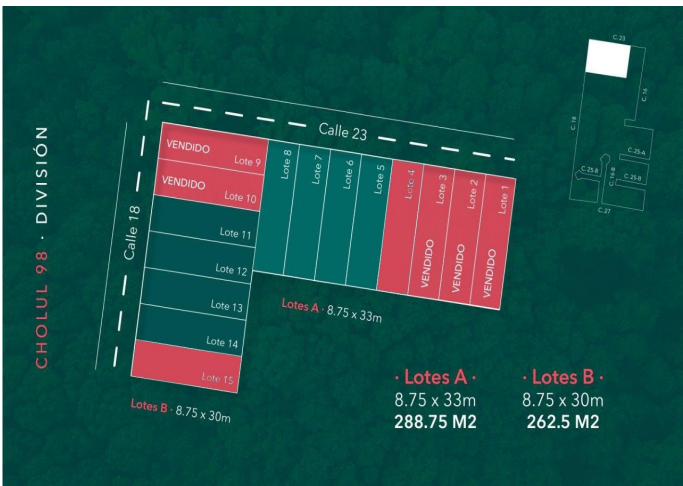 CHOLUL 98 · DIVISIÓN
Calle 23
Calle 18
VENDIDO
Lote 9
VENDIDO
Lote 10
Lote 11
Lote 12
Lote 13
Lote 14
Lote 15
Lote 8
Lote 7
Lote 6
Lote 5
Lote 4
Lote 3
VENDIDO
Lote 2
VENDIDO
Lote 1
VENDIDO
Lotes A · 8.75 x 33m
Lotes B · 8.75 x 30m
· Lotes A ·
8.75 x 33m
288.75 M2
· Lotes B ·
8.75 x 30m
262.5 M2
C.23
C.16
C.18
C.25-A
C.25-B
C.16-B
C.25-B
C.27